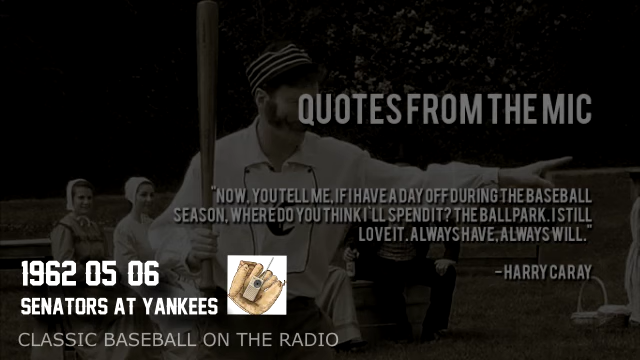 QUOTES FROM THE MIC
"NOW, YOU TELL ME, IF I HAVE A DAY OFF DURING THE BASEBALL
SEASON, WHERE DO YOU THINK I`LL SPEND IT? THE BALLPARK. I STILL
LOVE IT. ALWAYS HAVE, ALWAYS WILL."
-HARRY CARAY
1962 05 06
SENATORS AT YANKEES
CLASSIC BASEBALL ON THE RADIO